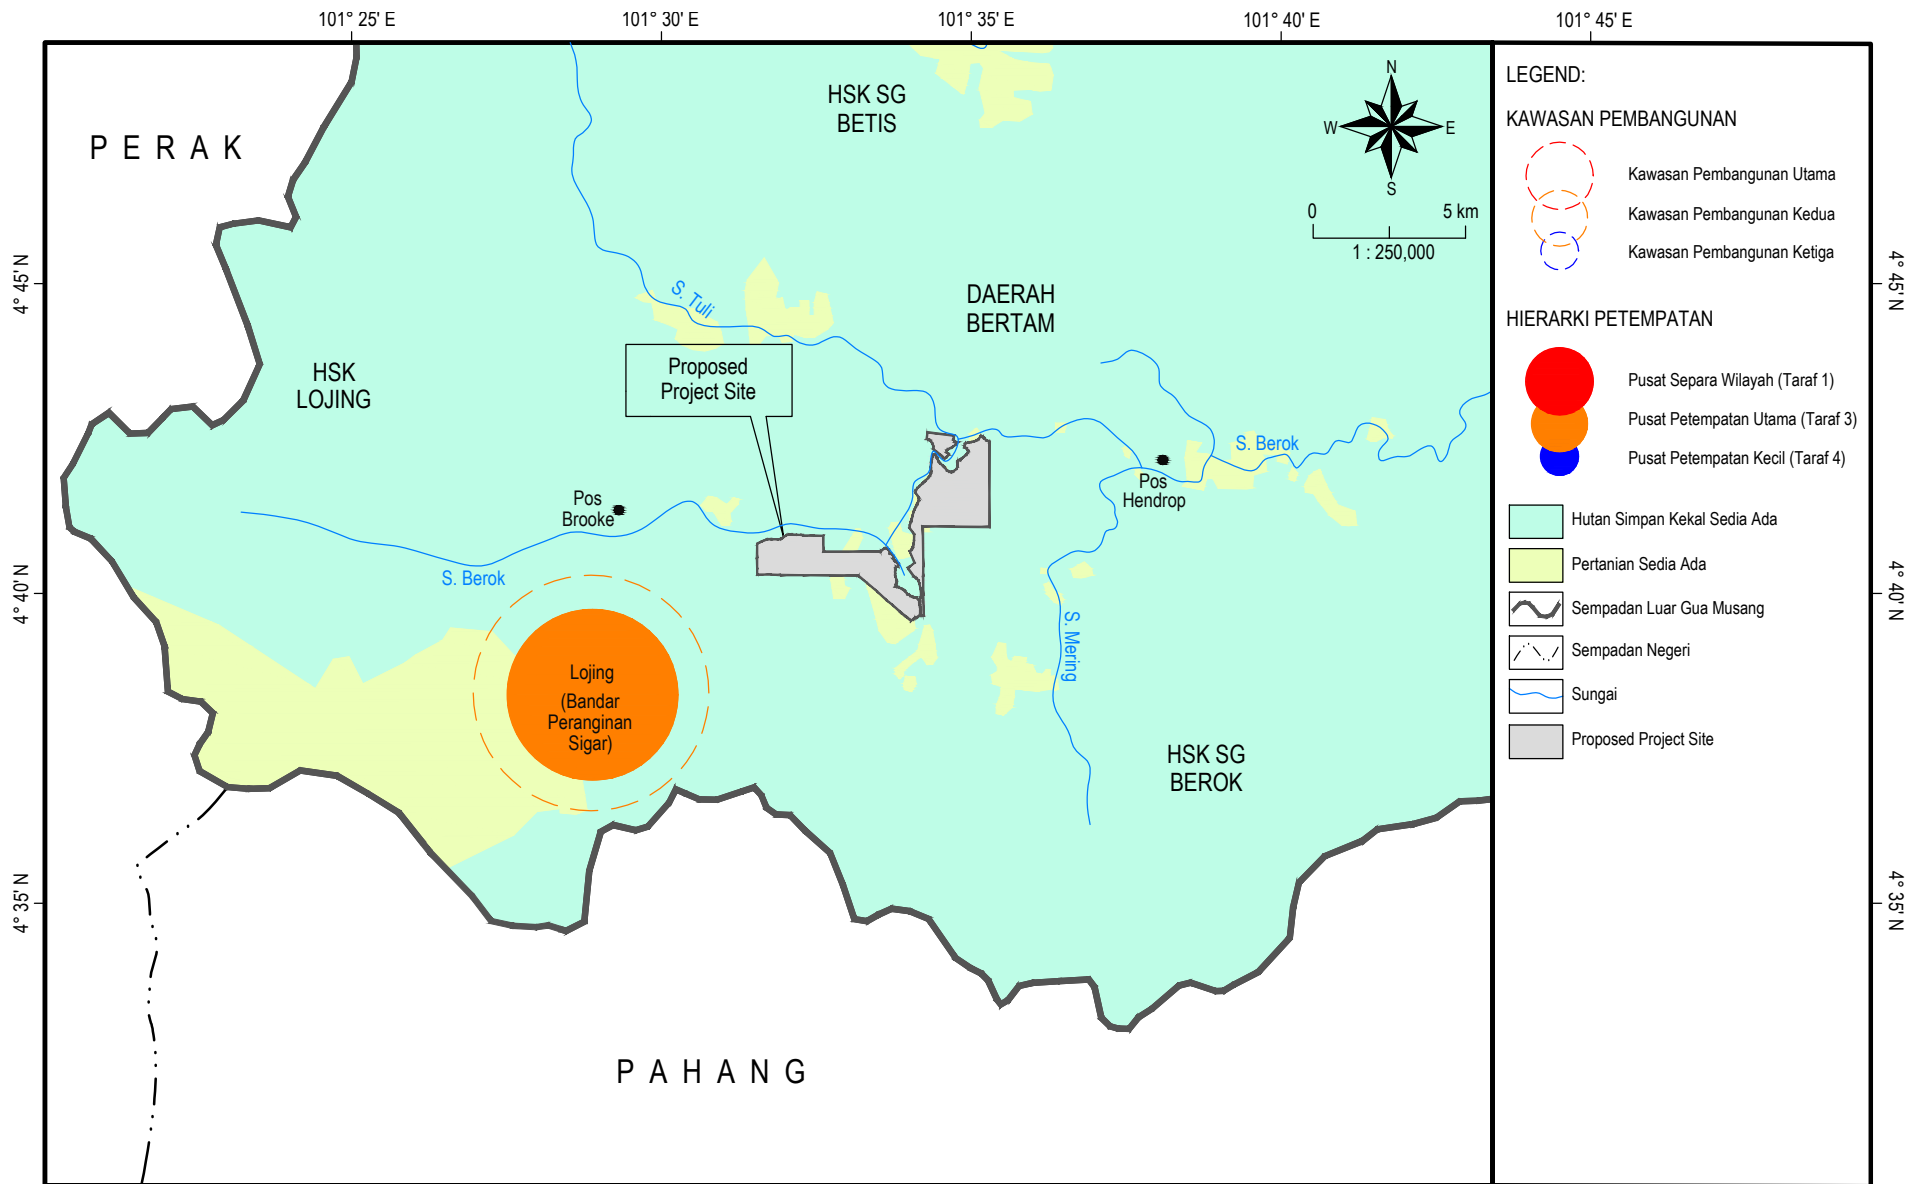 101° 25' E
101° 30' E
101° 35' E
101° 40' E
101° 45' E
4° 45' N
4° 40' N
4° 35' N
PERAK
HSK SG
BETIS
N
W
E
S
0
5 km
1 : 250,000
S. Tuli
DAERAH
BERTAM
Proposed
Project Site
HSK
LOJING
S. Berok
Pos
Hendrop
Pos
Brooke
S. Berok
S. Mering
Lojing
(Bandar
Peranginan
Sigar)
HSK SG
BEROK
PAHANG
LEGEND:
KAWASAN PEMBANGUNAN
Kawasan Pembangunan Utama
Kawasan Pembangunan Kedua
Kawasan Pembangunan Ketiga
HIERARKI PETEMPATAN
Pusat Separa Wilayah (Taraf 1)
Pusat Petempatan Utama (Taraf 3)
Pusat Petempatan Kecil (Taraf 4)
Hutan Simpan Kekal Sedia Ada
Pertanian Sedia Ada
Sempadan Luar Gua Musang
Sempadan Negeri
Sungai
Proposed Project Site
4° 45' N
4° 40' N
4° 35' N